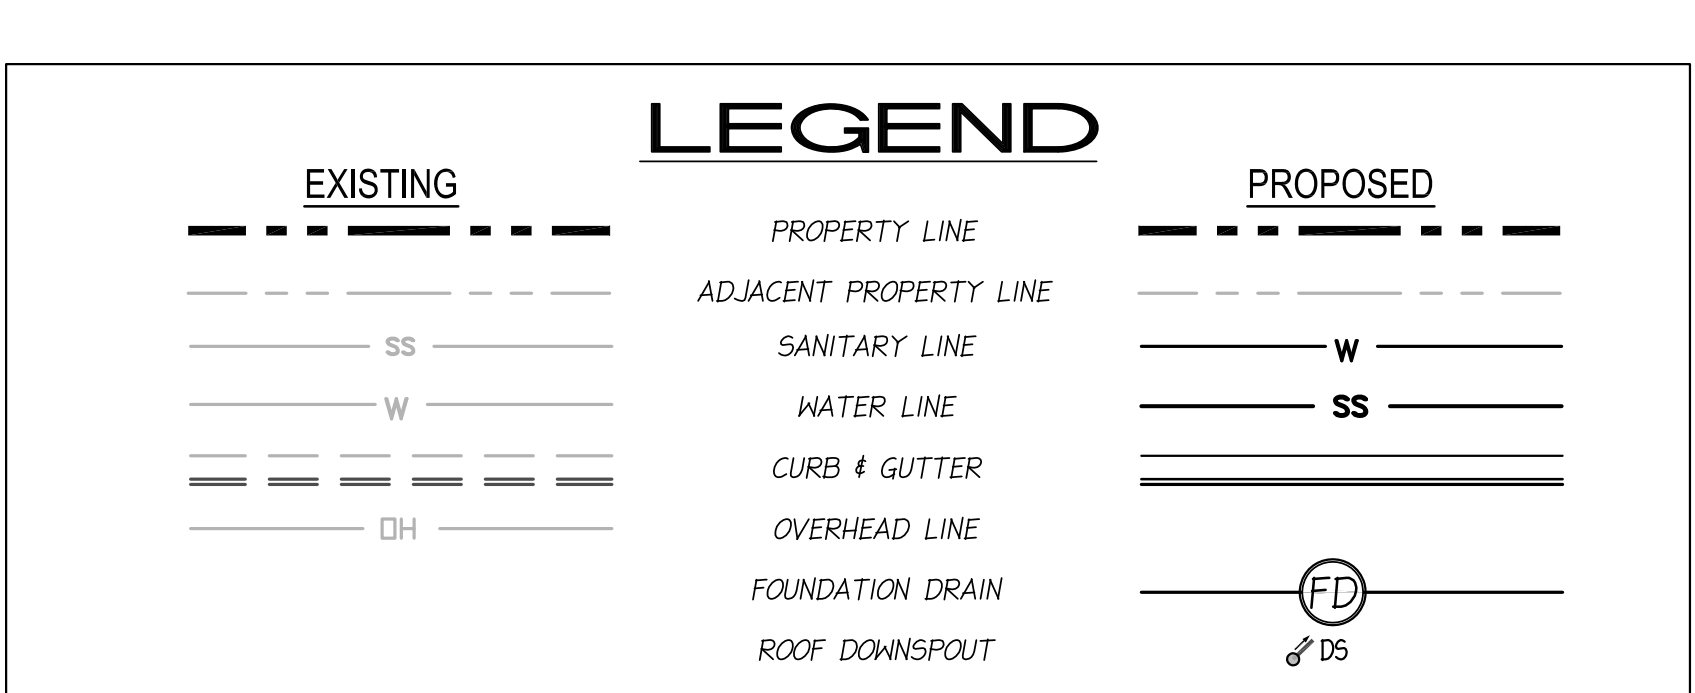 LEGEND
EXISTING PROPOSED
PROPERTY LINE
ADJACENT PROPERTY LINE
SS SANITARY LINE W
W WATER LINE SS
CURB & GUTTER
OH OVERHEAD LINE
FOUNDATION DRAIN FD
ROOF DOWNSPOUT DS